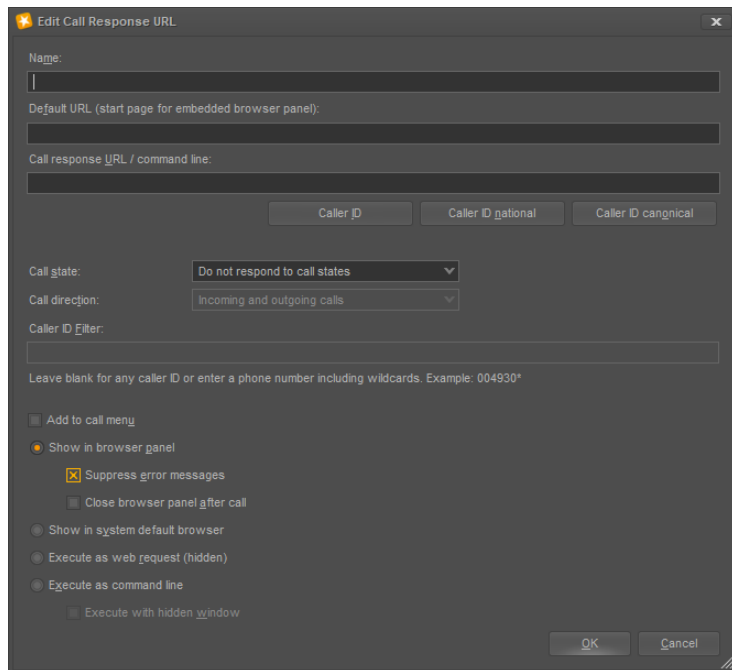 Edit Call Response URL
Name:
Default URL (start page for embedded browser panel):
Call response URL / command line:
Caller ID
Caller ID national
Caller ID canonical
Call state:
Do not respond to call states
Call direction:
Incoming and outgoing calls
Caller ID Filter:
Leave blank for any caller ID or enter a phone number including wildcards. Example: 004930*
Add to call menu
Show in browser panel
Suppress error messages
Close browser panel after call
Show in system default browser
Execute as web request (hidden)
Execute as command line
Execute with hidden window
OK
Cancel